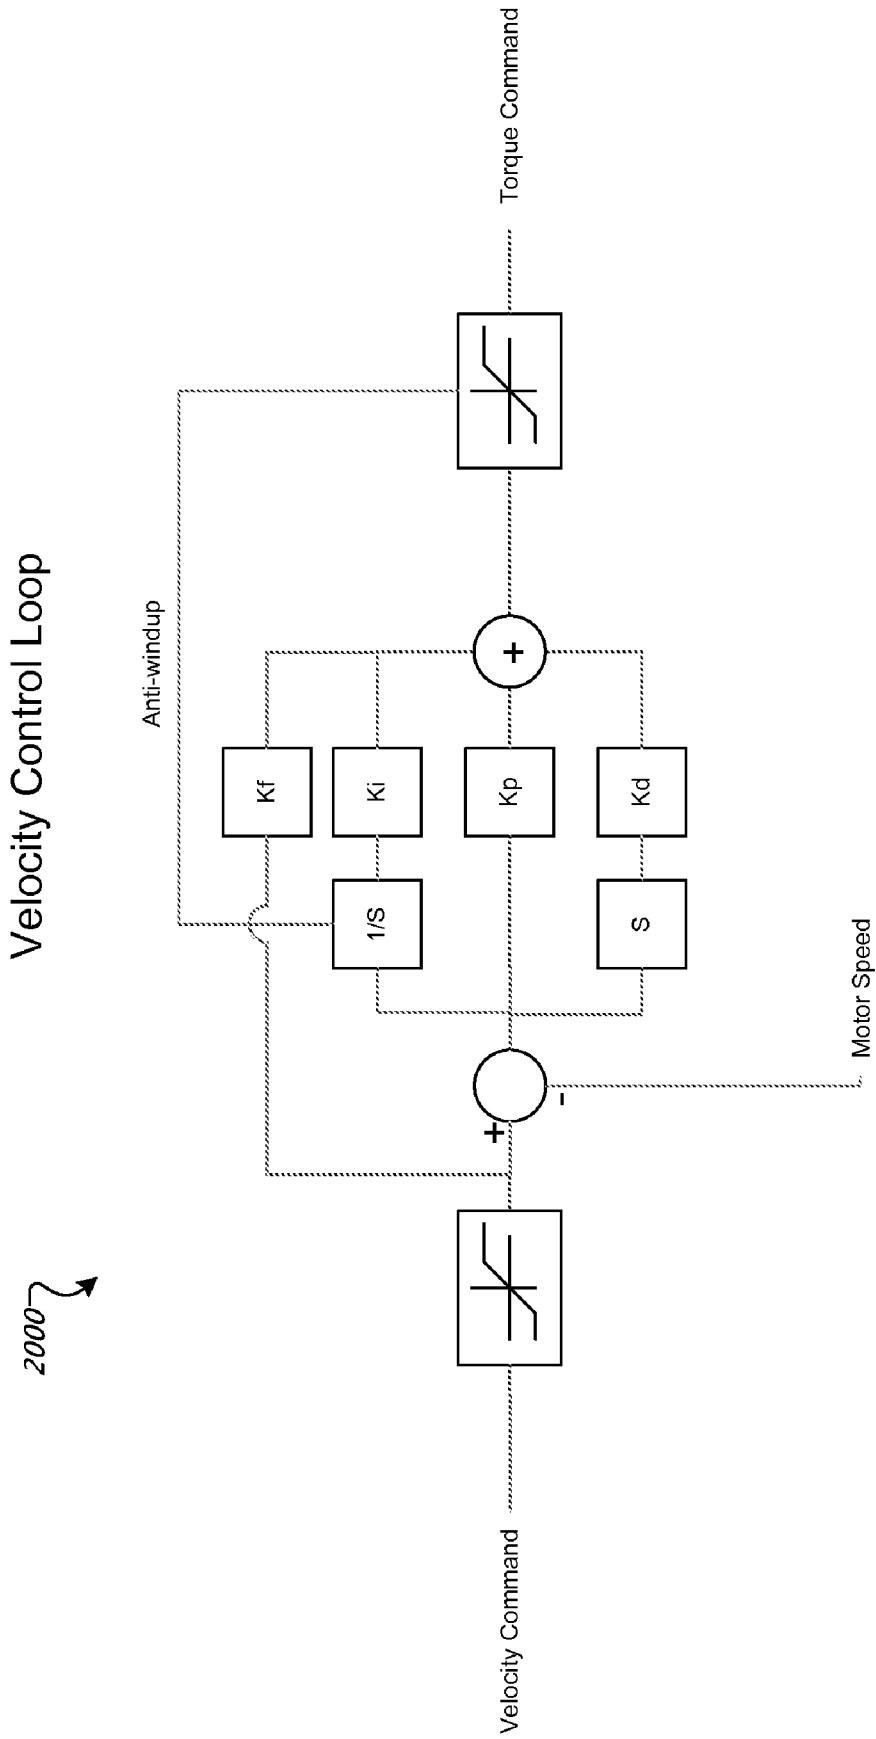 Velocity Control Loop
2000
Anti-windup
Kf
1/S
Ki
Velocity Command
+
-
Kp
+
Torque Command
S
Kd
Motor Speed